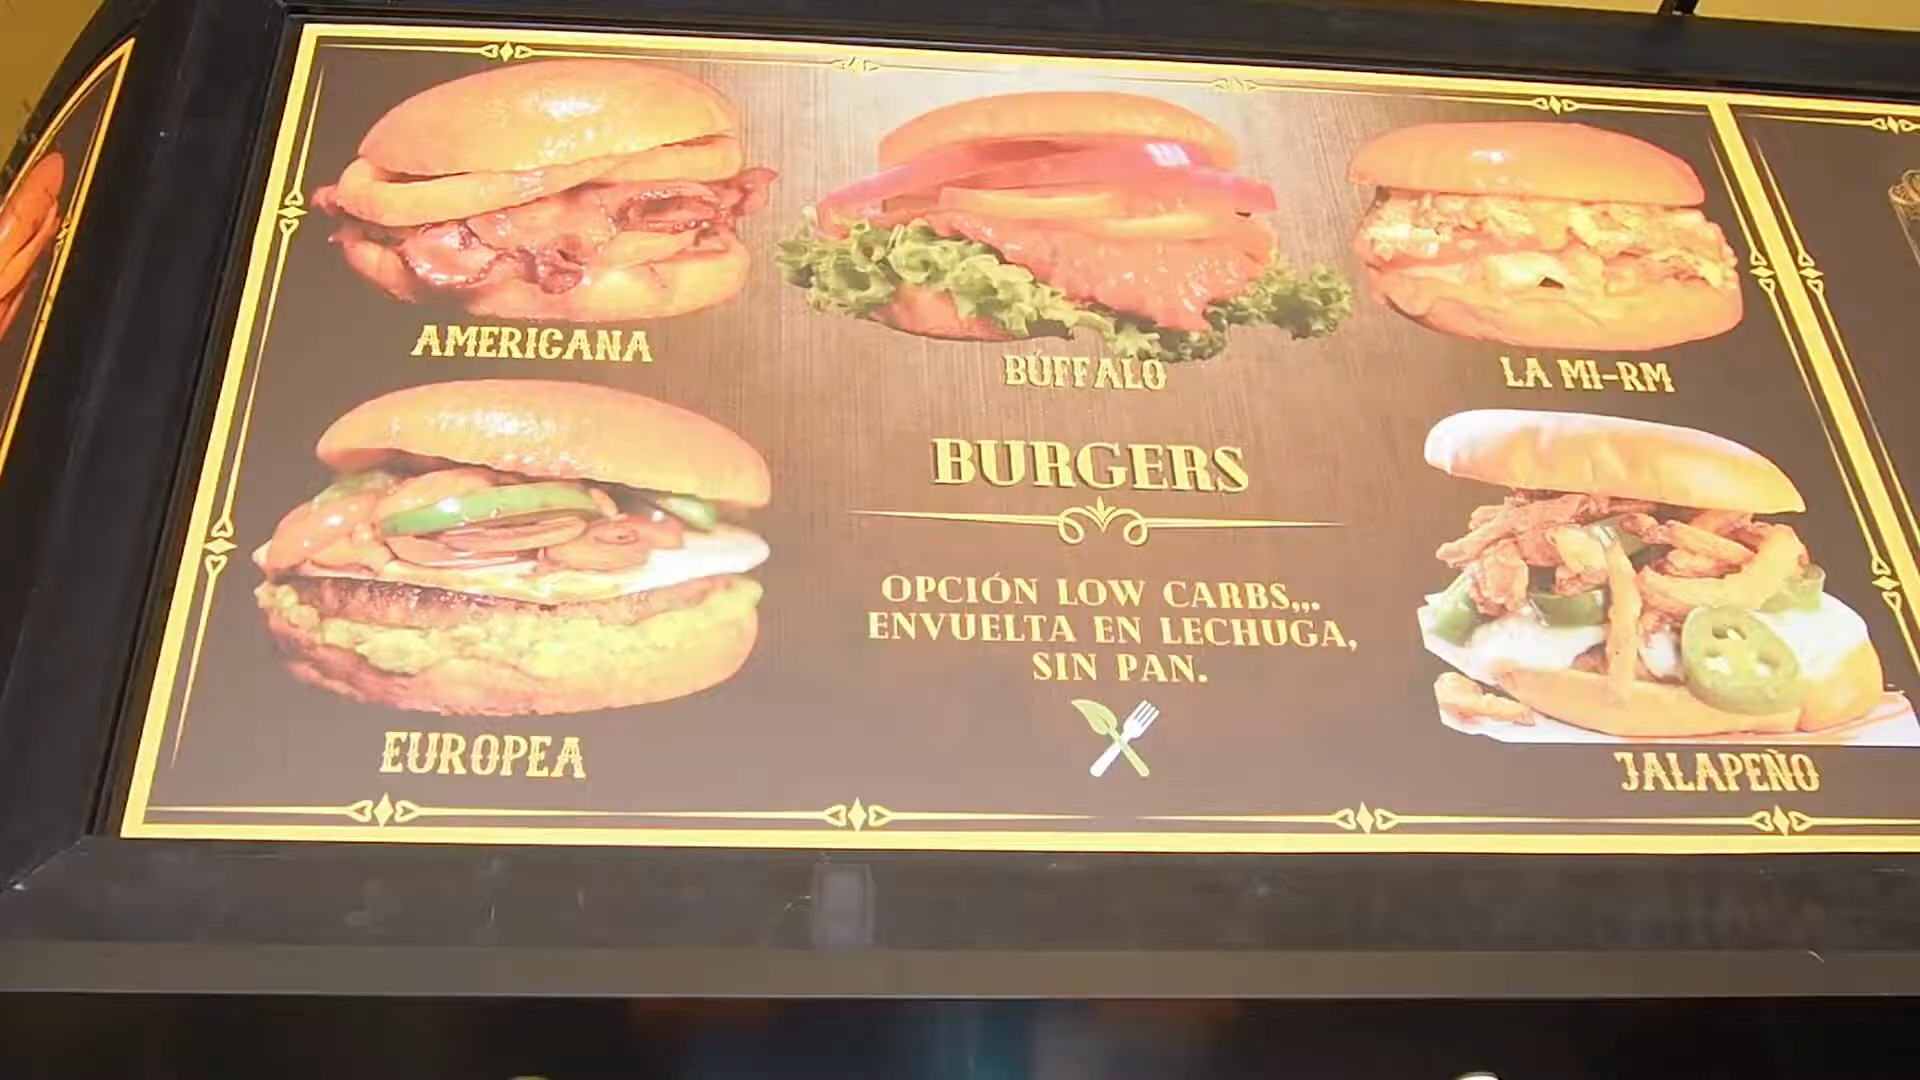 AMERICANA
BÚFFALO
LA MI-RM
BURGERS
OPCIÓN LOW CARBS,,.
ENVUELTA EN LECHUGA,
SIN PAN.
EUROPEA
JALAPEÑO